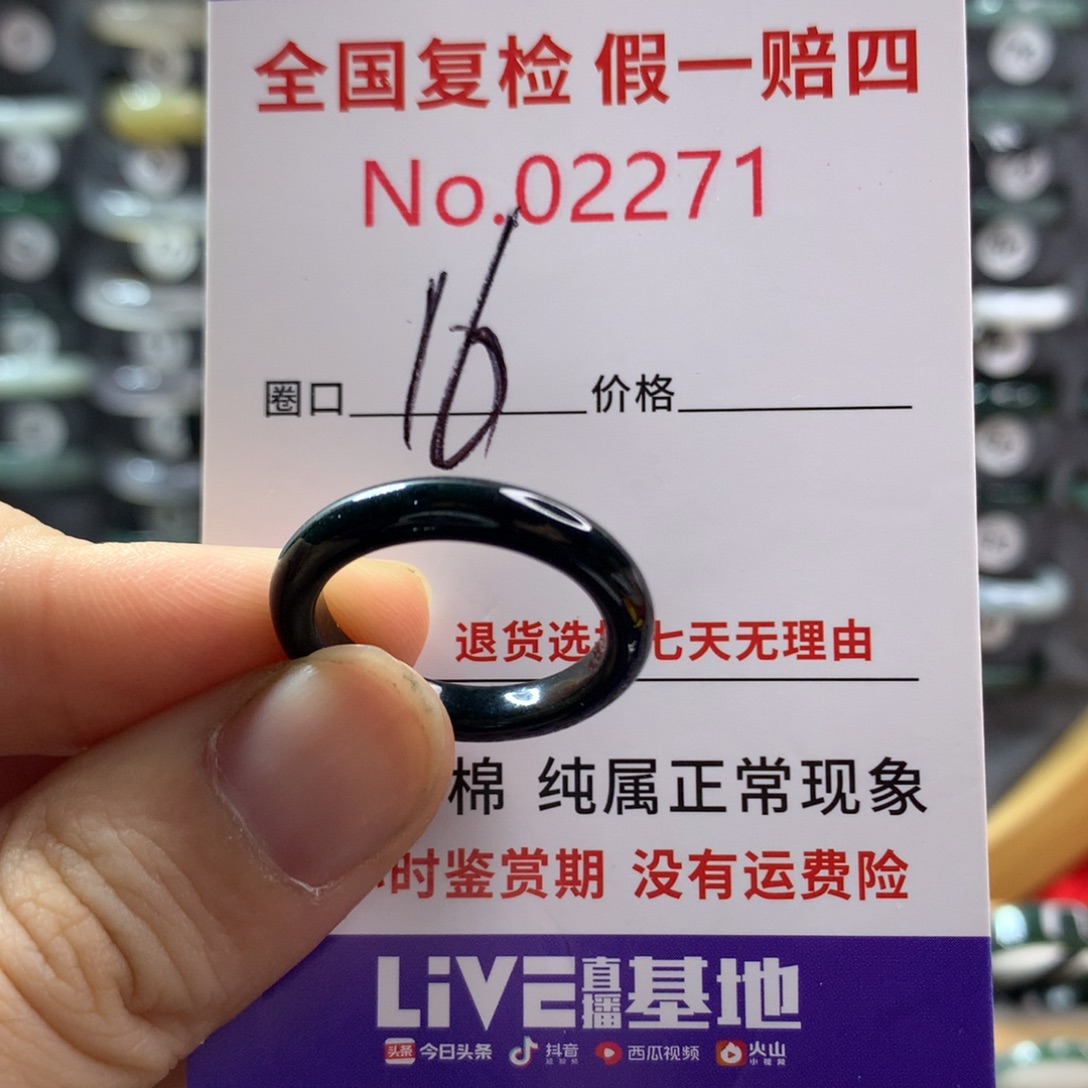 全国复检 假一赔四
No.02271
圈口 16 价格
退货选 七天无理由
棉 纯属正常现象
时鉴赏期 没有运费险
LiVE直播基地
头条 今日头条 抖音 西瓜视频 火山